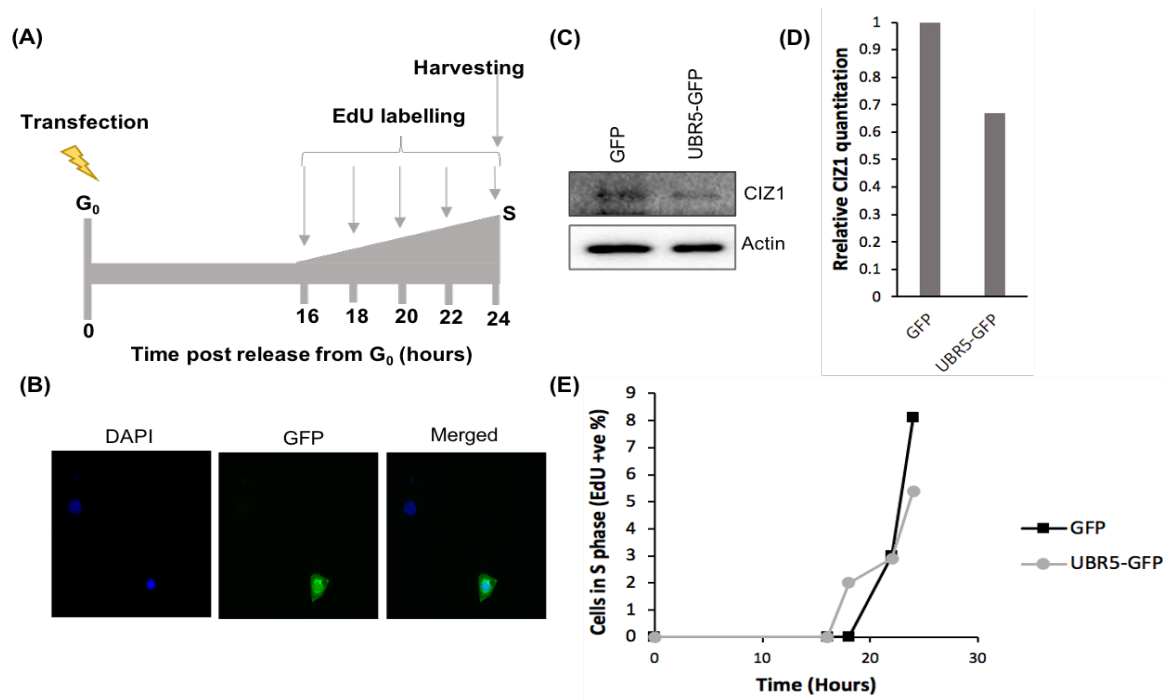 (A)
Transfection
G₀
0
EdU labelling
Harvesting
S
16 18 20 22 24
Time post release from G₀ (hours)
(C)
GFP
UBR5-GFP
CIZ1
Actin
(D)
Rrelative CIZ1 quantitation
1
0.9
0.8
0.7
0.6
0.5
0.4
0.3
0.2
0.1
0
GFP
UBR5-GFP
(B)
DAPI GFP Merged
(E)
Cells in S phase (EdU +ve %)
9
8
7
6
5
4
3
2
1
0
0 10 20 30
Time (Hours)
GFP
UBR5-GFP